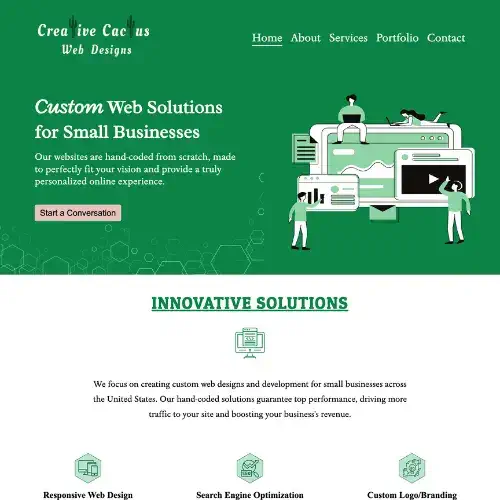 Creative Cactus
Web Designs
Home About Services Portfolio Contact
Custom Web Solutions
for Small Businesses
Our websites are hand-coded from scratch, made
to perfectly fit your vision and provide a truly
personalized online experience.
Start a Conversation
INNOVATIVE SOLUTIONS
We focus on creating custom web designs and development for small businesses across
the United States. Our hand-coded solutions guarantee top performance, driving more
traffic to your site and boosting your business's revenue.
Responsive Web Design Search Engine Optimization Custom Logo/Branding